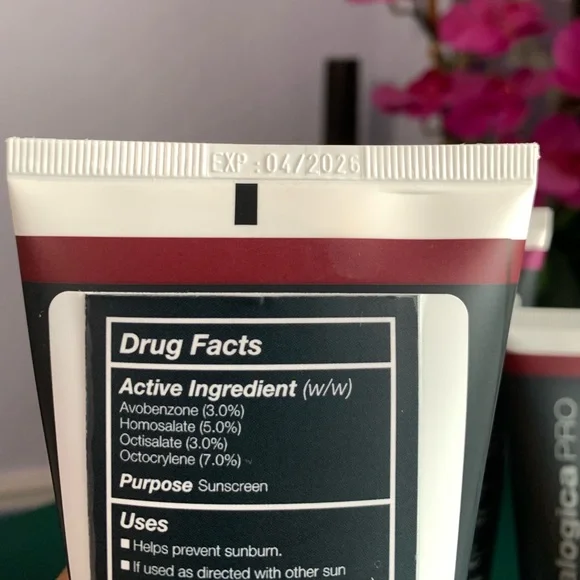 EXP : 04/2026
Drug Facts
Active Ingredient (w/w)
Avobenzone (3.0%)
Homosalate (5.0%)
Octisalate (3.0%)
Octocrylene (7.0%)
Purpose Sunscreen
Uses
■ Helps prevent sunburn.
■ If used as directed with other sun
logica PRO